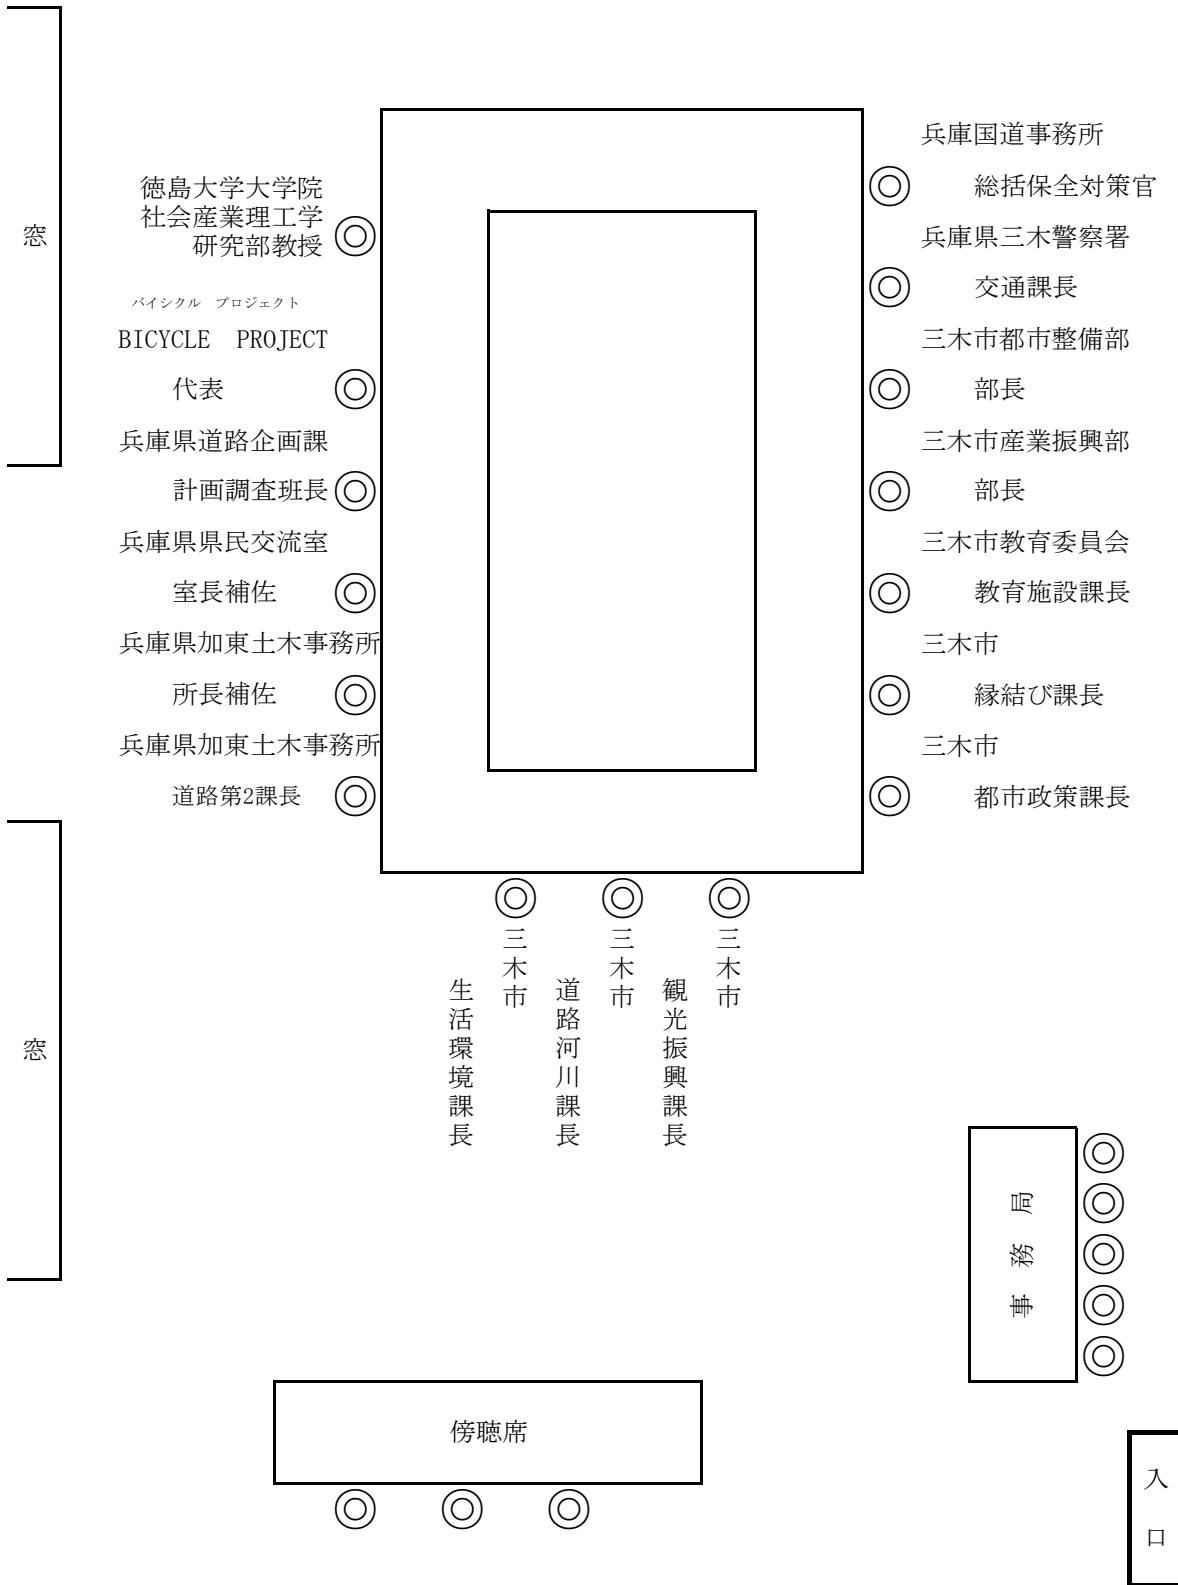 窓
徳島大学大学院
社会産業理工学
研究部教授
バイシクル　プロジェクト
BICYCLE　PROJECT
代表
兵庫県道路企画課
計画調査班長
兵庫県県民交流室
室長補佐
兵庫県加東土木事務所
所長補佐
兵庫県加東土木事務所
道路第2課長
兵庫国道事務所
総括保全対策官
兵庫県三木警察署
交通課長
三木市都市整備部
部長
三木市産業振興部
部長
三木市教育委員会
教育施設課長
三木市
縁結び課長
三木市
都市政策課長
三木市
観光振興課長
三木市
道路河川課長
三木市
生活環境課長
窓
事務局
傍聴席
入口